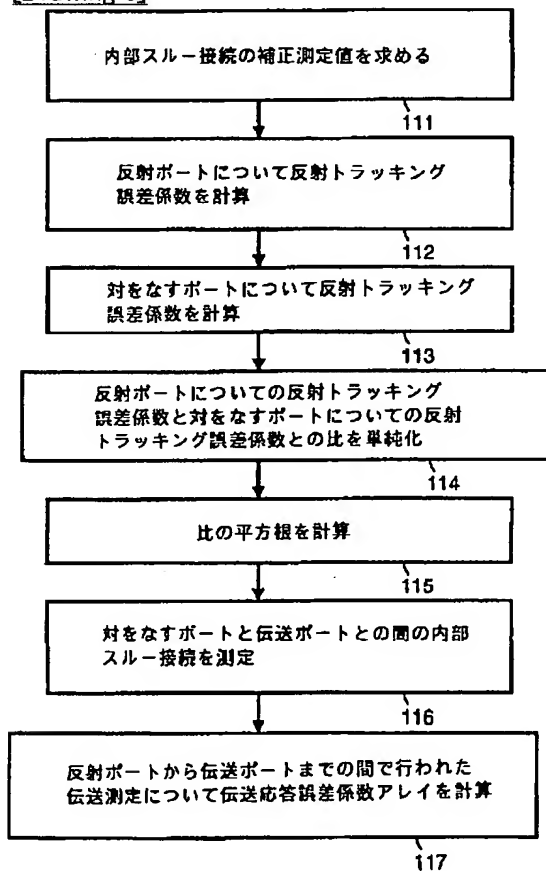 内部スルー接続の補正測定値を求める
111
反射ポートについて反射トラッキング
誤差係数を計算
112
対をなすポートについて反射トラッキング
誤差係数を計算
113
反射ポートについての反射トラッキング
誤差係数と対をなすポートについての反射
トラッキング誤差係数との比を単純化
114
比の平方根を計算
115
対をなすポートと伝送ポートとの間の内部
スルー接続を測定
116
反射ポートから伝送ポートまでの間で行われた
伝送測定について伝送応答誤差係数アレイを計算
117